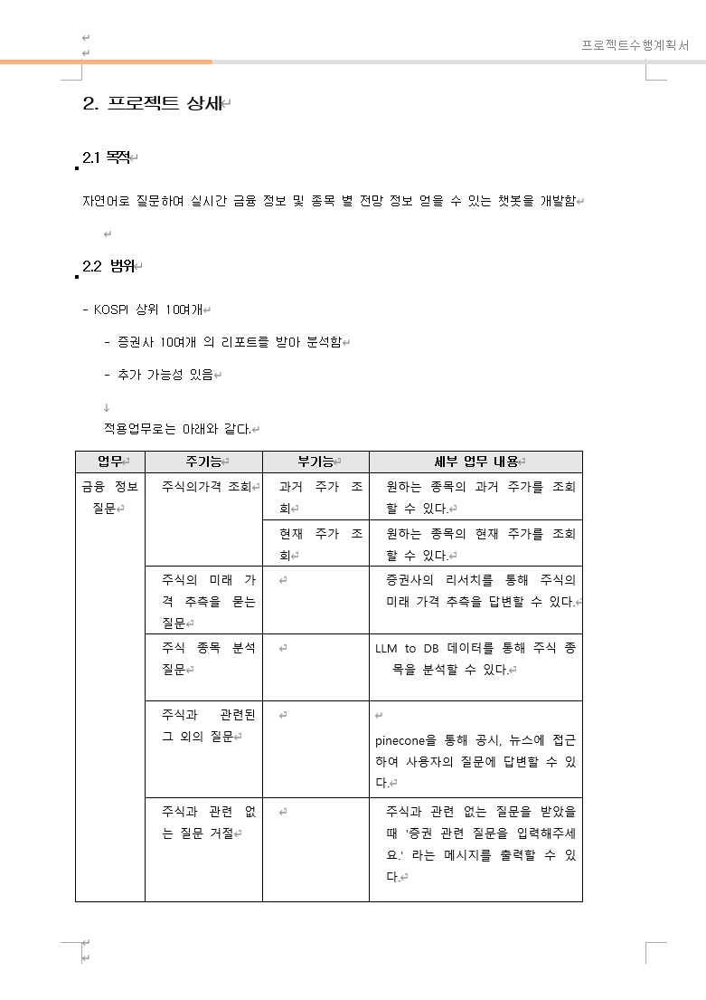 프로젝트수행계획서
2. 프로젝트 상세
2.1 목적
자연어로 질문하여 실시간 금융 정보 및 종목 별 전망 정보 얻을 수 있는 챗봇을 개발함
2.2 범위
- KOSPI 상위 10여개
- 증권사 10여개 의 리포트를 받아 분석함
- 추가 가능성 있음
적용업무로는 아래와 같다.
업무 주기능 부기능 세부 업무 내용
금융 정보
질문
주식의가격 조회
과거 주가 조
회
원하는 종목의 과거 주가를 조회
할 수 있다.
현재 주가 조
회
원하는 종목의 현재 주가를 조회
할 수 있다.
주식의 미래 가
격 추측을 묻는
질문
증권사의 리서치를 통해 주식의
미래 가격 추측을 답변할 수 있다.
주식 종목 분석
질문
LLM to DB 데이터를 통해 주식 종
목을 분석할 수 있다.
주식과 관련된
그 외의 질문
pinecone을 통해 공시, 뉴스에 접근
하여 사용자의 질문에 답변할 수 있
다.
주식과 관련 없
는 질문 거절
주식과 관련 없는 질문을 받았을
때 '증권 관련 질문을 입력해주세
요.' 라는 메시지를 출력할 수 있
다.